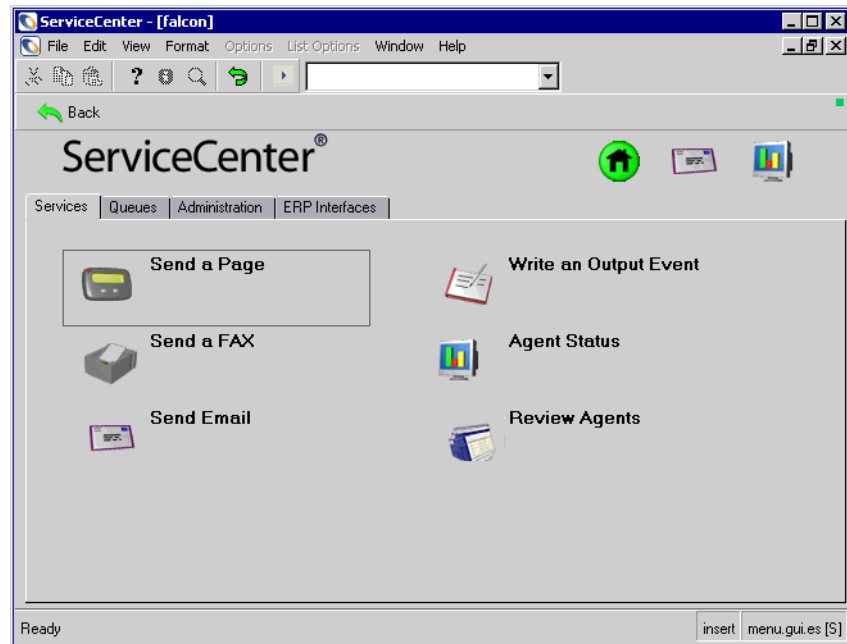 ServiceCenter - [falcon]
File Edit View Format Options List Options Window Help
?
Back
ServiceCenter®
Services Queues Administration ERP Interfaces
Send a Page Write an Output Event
Send a FAX Agent Status
Send Email Review Agents
Ready insert menu.gui.es [S]